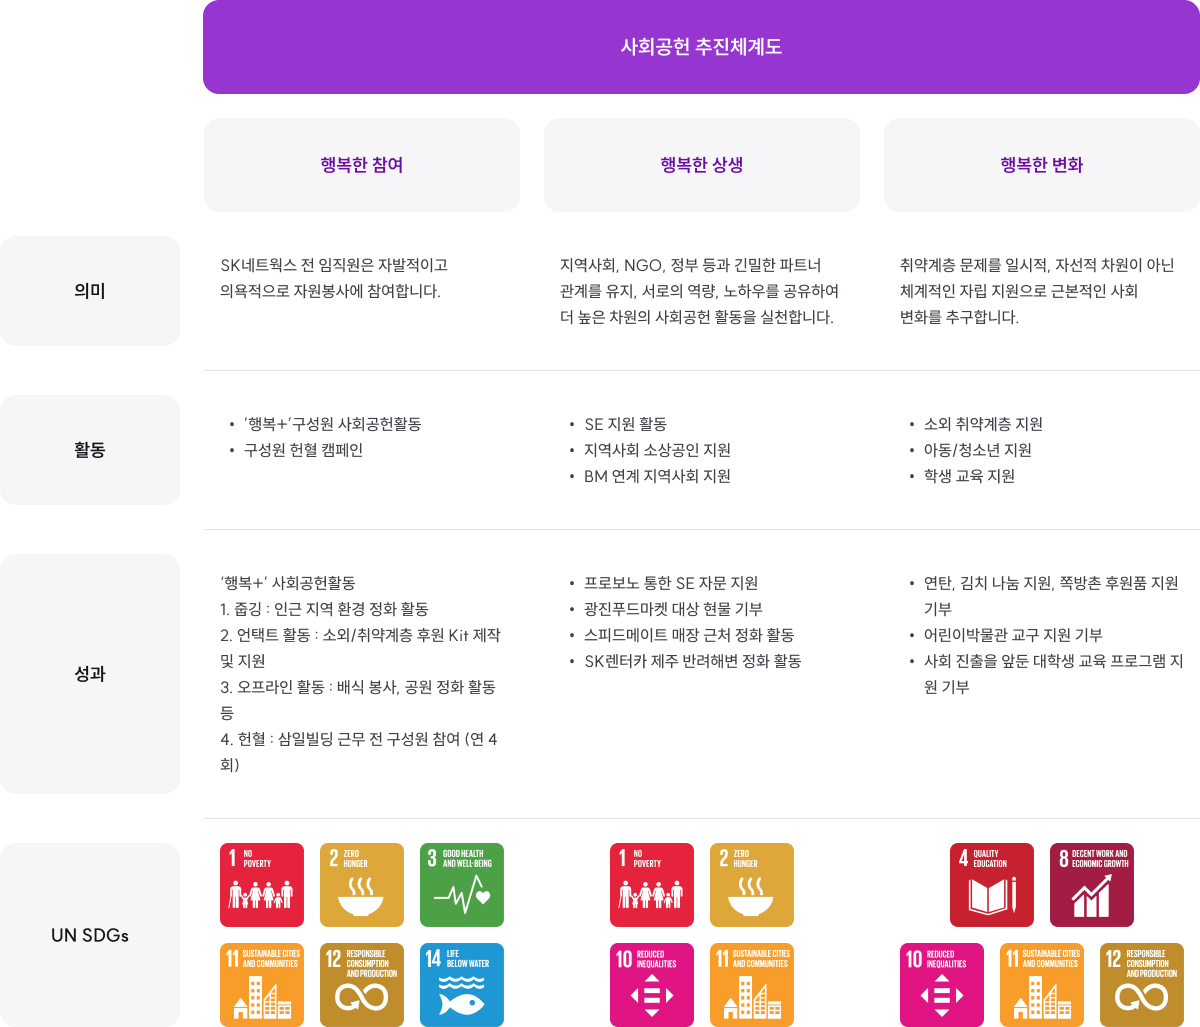 사회공헌 추진체계도
행복한 참여
행복한 상생
행복한 변화
의미
SK네트웍스 전 임직원은 자발적이고
의욕적으로 자원봉사에 참여합니다.
지역사회, NGO, 정부 등과 긴밀한 파트너
관계를 유지, 서로의 역량, 노하우를 공유하여
더 높은 차원의 사회공헌 활동을 실천합니다.
취약계층 문제를 일시적, 자선적 차원이 아닌
체계적인 자립 지원으로 근본적인 사회
변화를 추구합니다.
활동
• ‘행복+’구성원 사회공헌활동
• 구성원 헌혈 캠페인
• SE 지원 활동
• 지역사회 소상공인 지원
• BM 연계 지역사회 지원
• 소외 취약계층 지원
• 아동/청소년 지원
• 학생 교육 지원
성과
‘행복+’ 사회공헌활동
1. 줍깅 : 인근 지역 환경 정화 활동
2. 언택트 활동 : 소외/취약계층 후원 Kit 제작
및 지원
3. 오프라인 활동 : 배식 봉사, 공원 정화 활동
등
4. 헌혈 : 삼일빌딩 근무 전 구성원 참여 (연 4
회)
• 프로보노 통한 SE 자문 지원
• 광진푸드마켓 대상 현물 기부
• 스피드메이트 매장 근처 정화 활동
• SK렌터카 제주 반려해변 정화 활동
• 연탄, 김치 나눔 지원, 쪽방촌 후원품 지원
기부
• 어린이박물관 교구 지원 기부
• 사회 진출을 앞둔 대학생 교육 프로그램 지
원 기부
UN SDGs
1 NO
POVERTY
2 ZERO
HUNGER
3 GOOD HEALTH
AND WELL-BEING
11 SUSTAINABLE CITIES
AND COMMUNITIES
12 RESPONSIBLE
CONSUMPTION
AND PRODUCTION
14 LIFE
BELOW WATER
1 NO
POVERTY
2 ZERO
HUNGER
10 REDUCED
INEQUALITIES
11 SUSTAINABLE CITIES
AND COMMUNITIES
4 QUALITY
EDUCATION
8 DECENT WORK AND
ECONOMIC GROWTH
10 REDUCED
INEQUALITIES
11 SUSTAINABLE CITIES
AND COMMUNITIES
12 RESPONSIBLE
CONSUMPTION
AND PRODUCTION